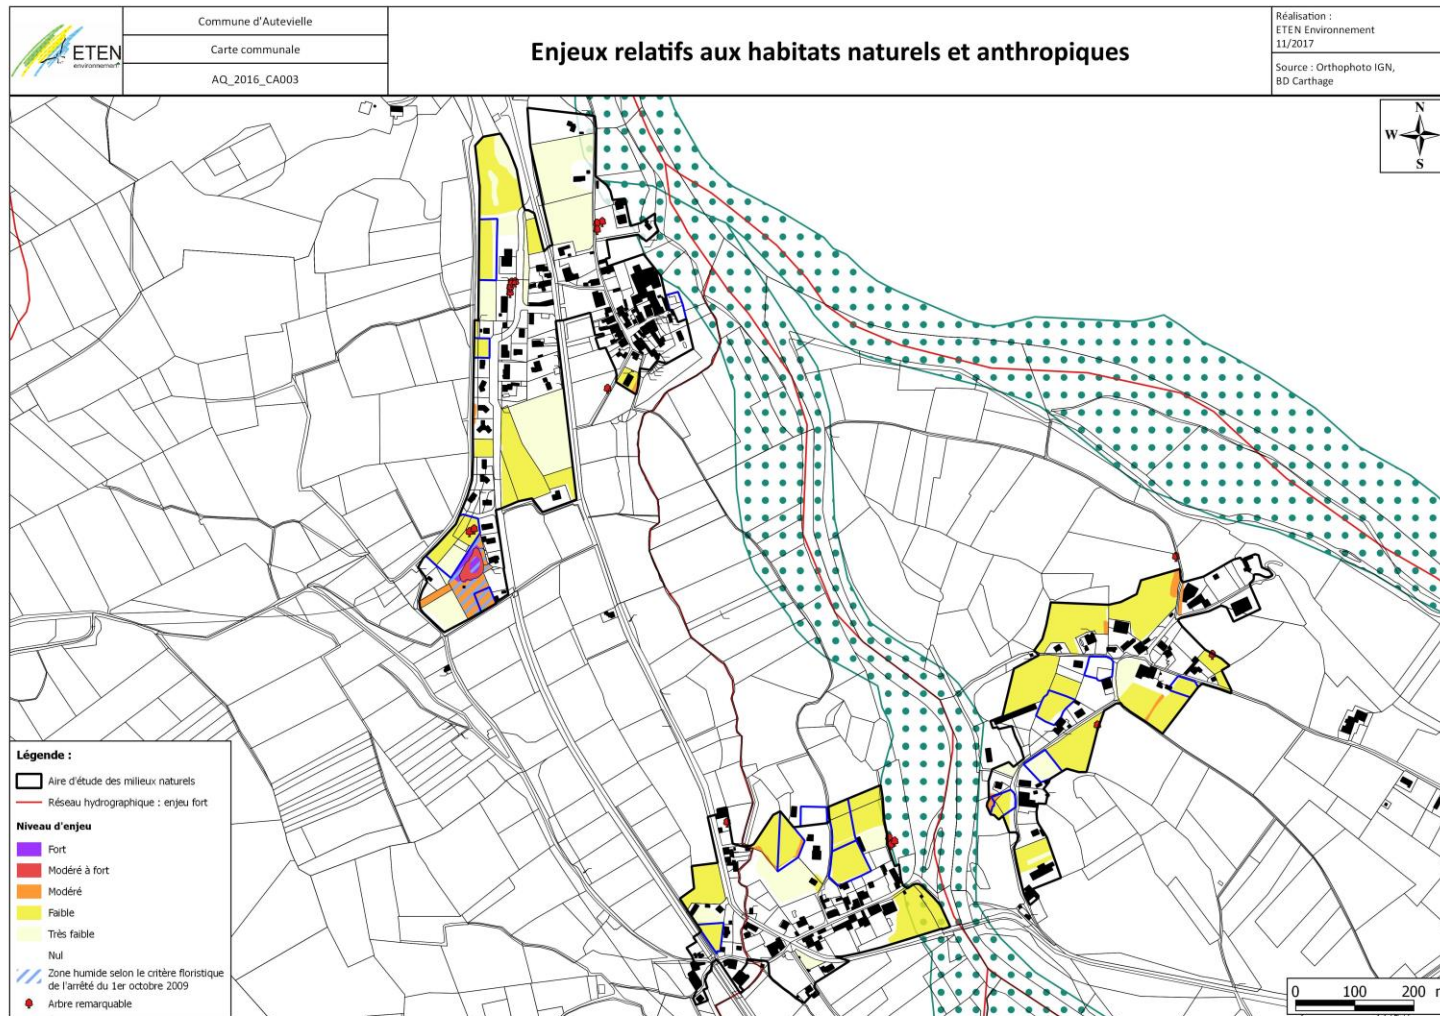 ETEN
environnement
Commune d'Autevielle
Carte communale
AQ_2016_CA003
Enjeux relatifs aux habitats naturels et anthropiques
Réalisation :
ETEN Environnement
11/2017
Source : Orthophoto IGN,
BD Carthage
N
W E
S
Légende :
Aire d'étude des milieux naturels
Réseau hydrographique : enjeu fort
Niveau d'enjeu
Fort
Modéré à fort
Modéré
Faible
Très faible
Nul
Zone humide selon le critère floristique
de l'arrêté du 1er octobre 2009
Arbre remarquable
0 100 200 m